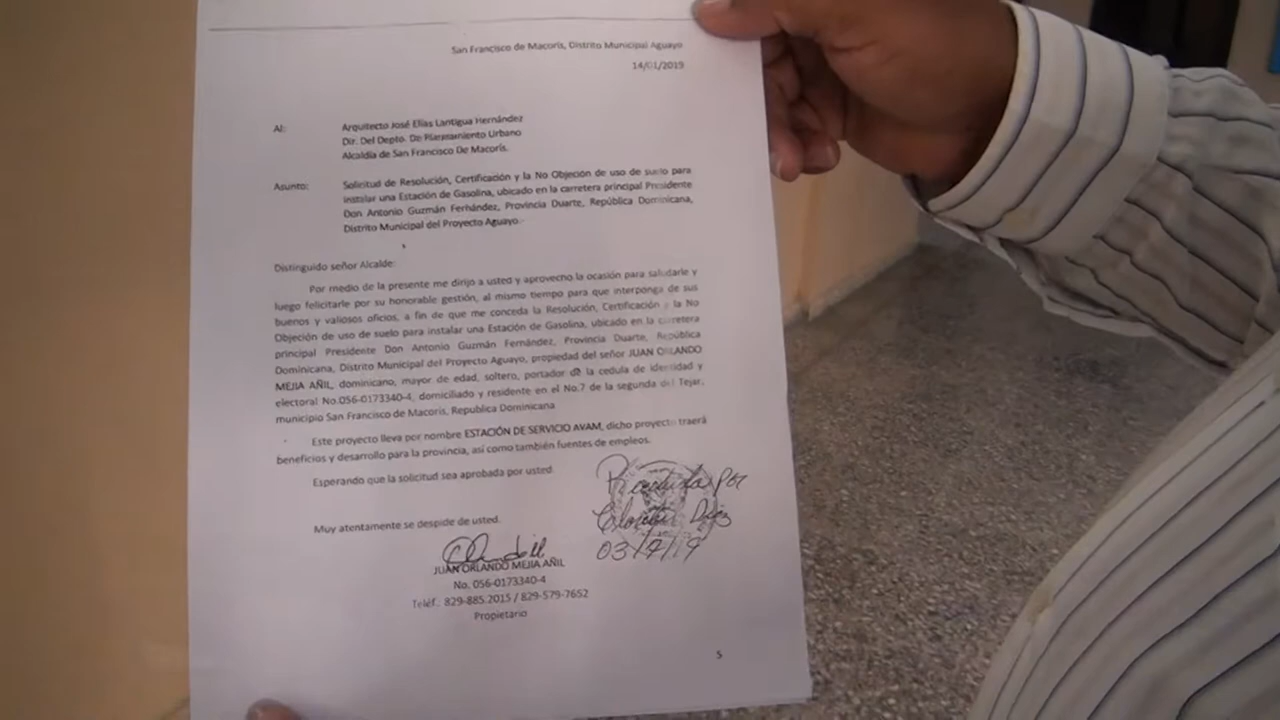 San Francisco de Macorís, Distrito Municipal Aguayo
14/01/2019
Al: Arquitecto José Elías Lantigua Hernández
Dir. Del Depto. De Planeamiento Urbano
Alcaldía de San Francisco De Macorís.
Asunto: Solicitud de Resolución, Certificación y la No Objeción de uso de suelo para
instalar una Estación de Gasolina, ubicado en la carretera principal Presidente
Don Antonio Guzmán Fernández, Provincia Duarte, República Dominicana,
Distrito Municipal del Proyecto Aguayo.
Distinguido señor Alcalde:
Por medio de la presente me dirijo a usted y aprovecho la ocasión para saludarle y
luego felicitarle por su honorable gestión, al mismo tiempo para que interponga de sus
buenos y valiosos oficios, a fin de que me conceda la Resolución, Certificación y la No
Objeción de uso de suelo para instalar una Estación de Gasolina, ubicado en la carretera
principal Presidente Don Antonio Guzmán Fernández, Provincia Duarte, República
Dominicana, Distrito Municipal del Proyecto Aguayo, propiedad del señor JUAN ORLANDO
MEJIA AÑIL, dominicano, mayor de edad, soltero, portador de la cedula de identidad y
electoral No.056-0173340-4, domiciliado y residente en el No.7 de la segunda del Tejar,
municipio San Francisco de Macorís, Republica Dominicana
Este proyecto lleva por nombre ESTACIÓN DE SERVICIO AVAM, dicho proyecto traerá
beneficios y desarrollo para la provincia, así como también fuentes de empleos.
Esperando que la solicitud sea aprobada por usted.
Muy atentamente se despide de usted.
JUAN ORLANDO MEJIA AÑIL
No. 056-0173340-4
Teléf.: 829-885.2015 / 829-579-7652
Propietario
por
5